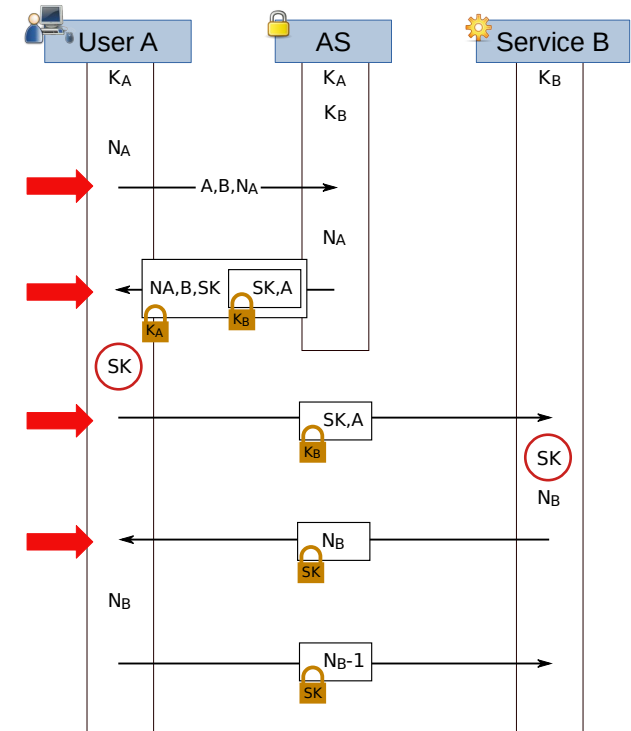 User A AS Service B
KA KA KB
KB
NA
A,B,NA
NA
NA,B,SK SK,A
KA KB
SK
SK,A
KB
SK
NB
NB
SK
NB
NB-1
SK